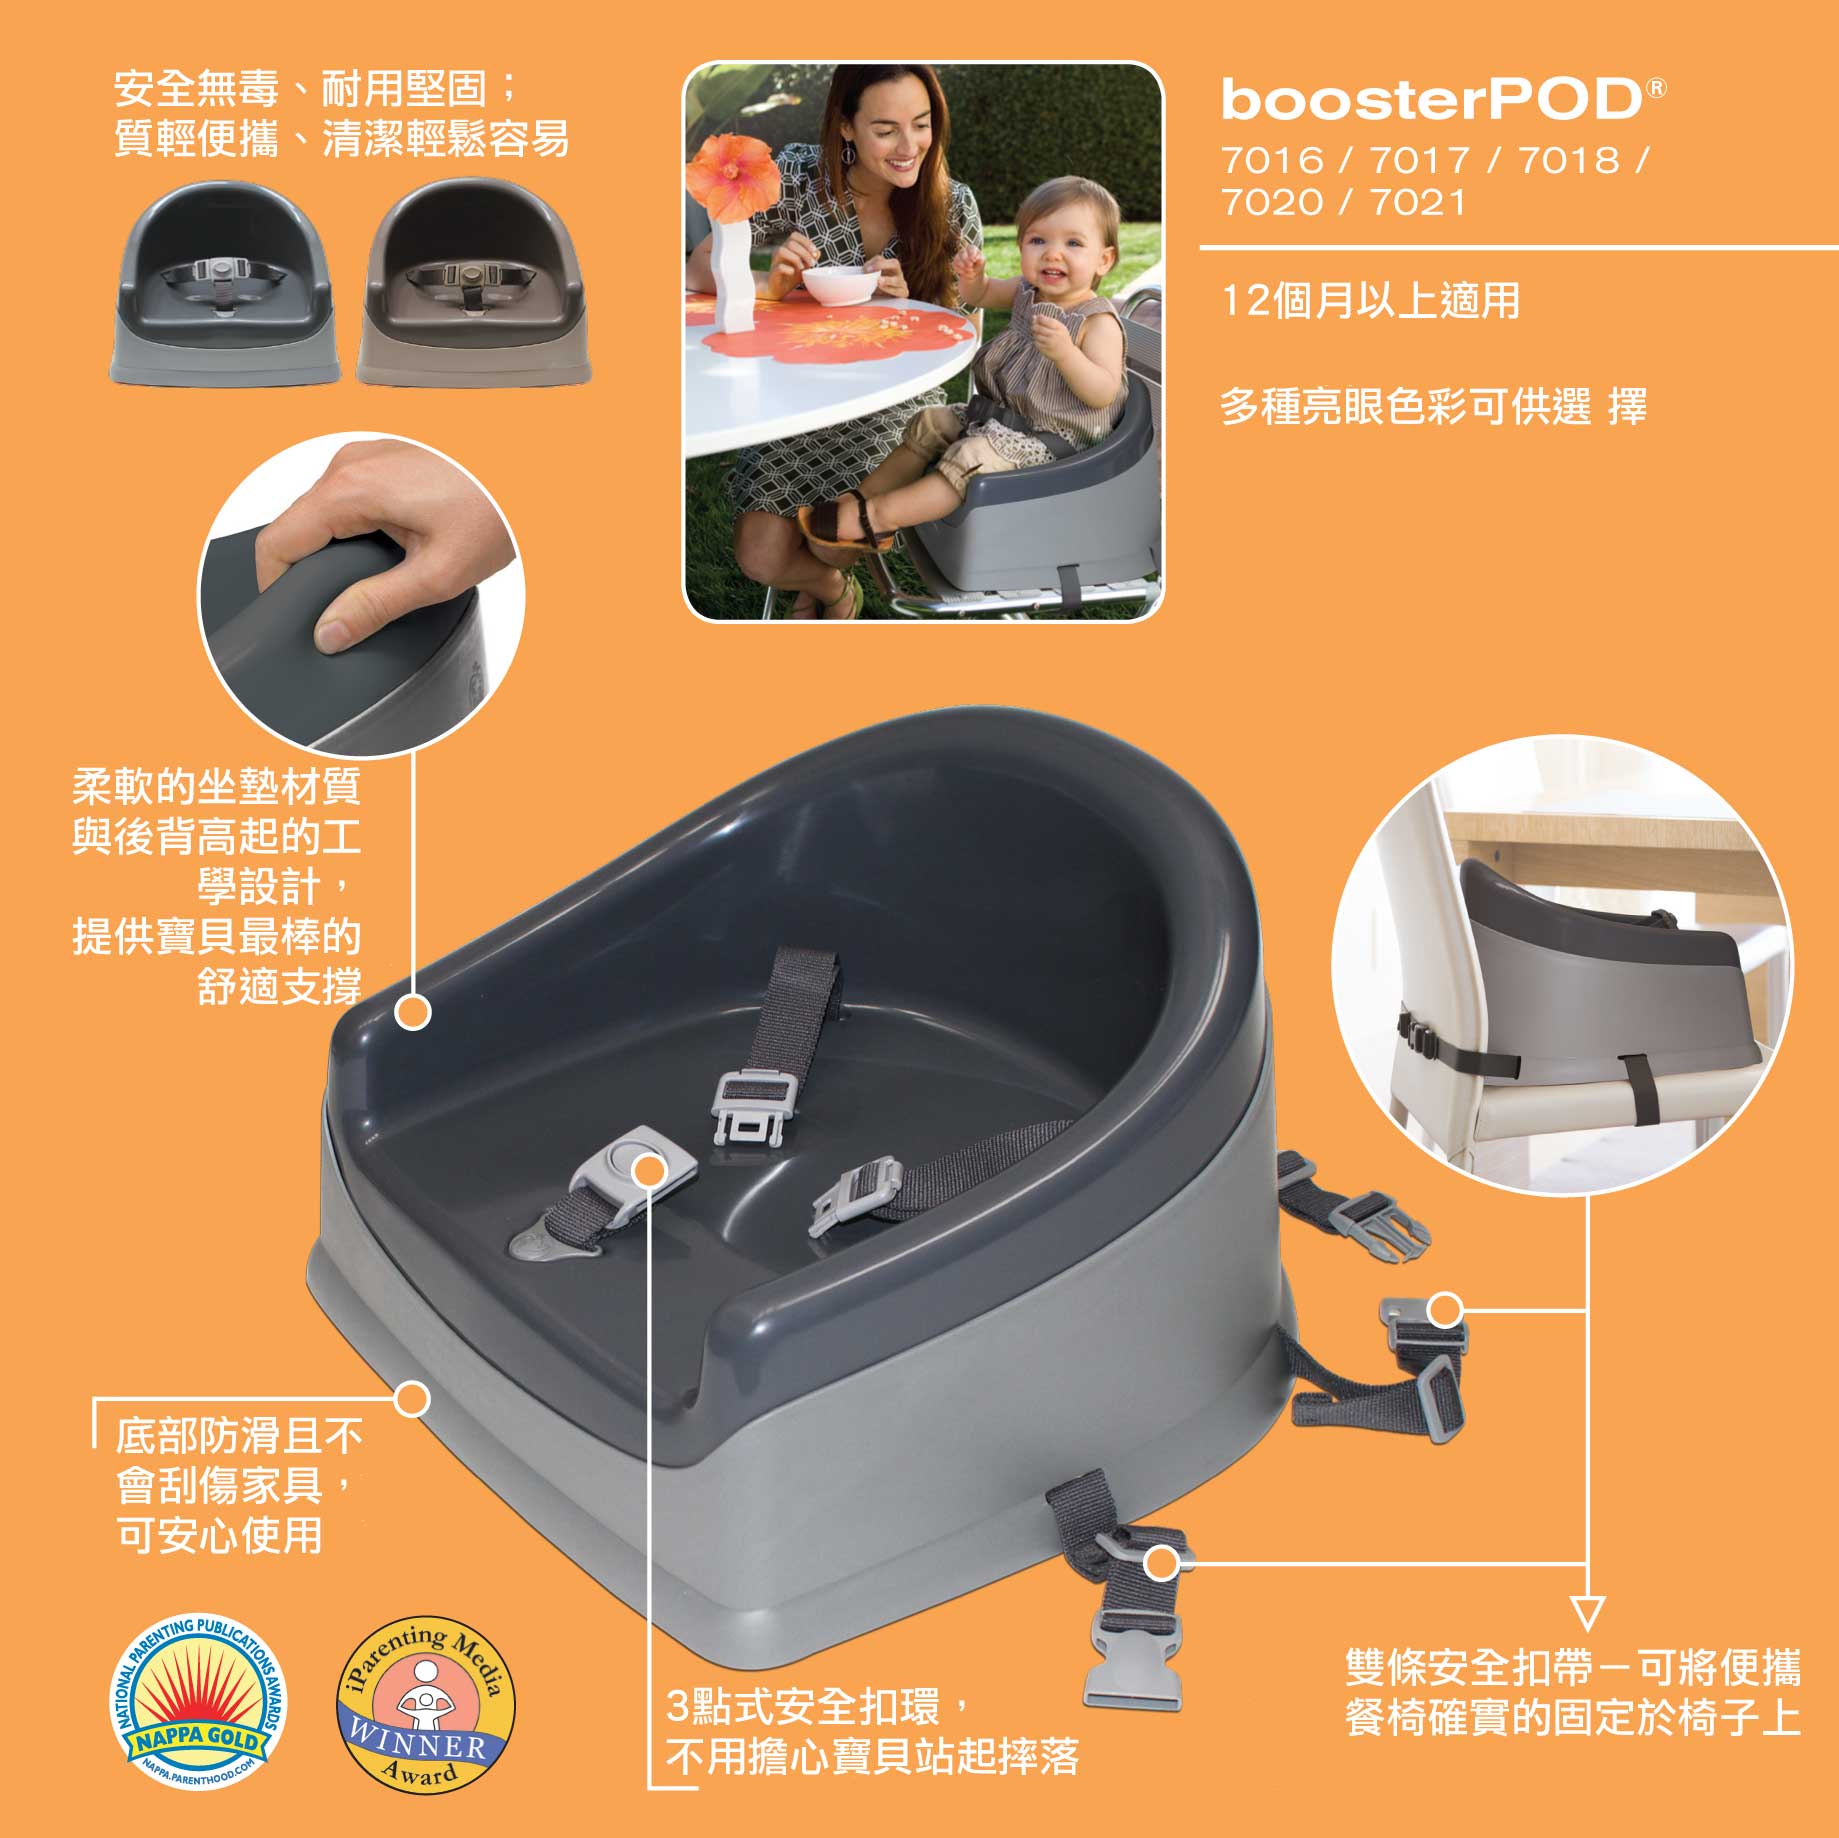 安全無毒、耐用堅固；
質輕便攜、清潔輕鬆容易
boosterPOD®
7016 / 7017 / 7018 /
7020 / 7021
12個月以上適用
多種亮眼色彩可供選 擇
柔軟的坐墊材質
與後背高起的工
學設計，
提供寶貝最棒的
舒適支撐
底部防滑且不
會刮傷家具，
可安心使用
NATIONAL PARENTING PUBLICATIONS AWARDS
NAPPA GOLD
NAPPA.PARENTHOOD.COM
iParenting Media
WINNER
Award
3點式安全扣環，
不用擔心寶貝站起摔落
雙條安全扣帶－可將便攜
餐椅確實的固定於椅子上